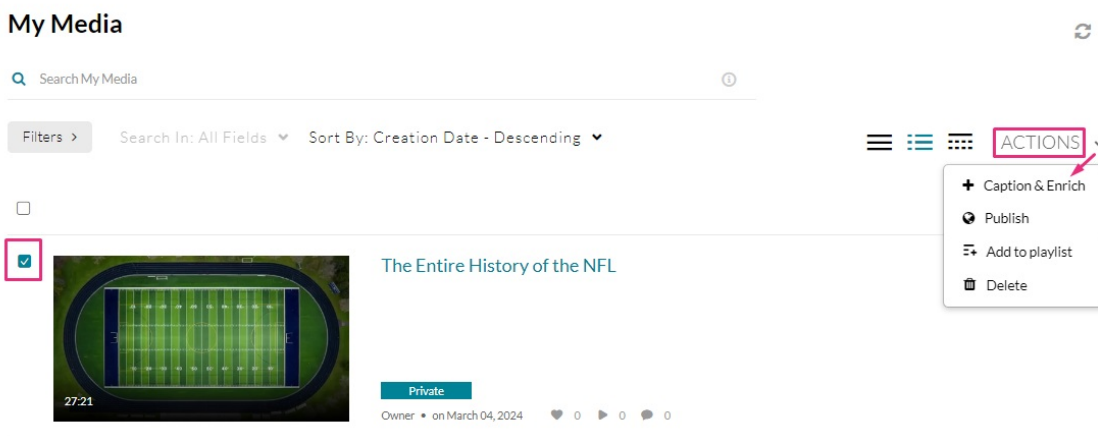 My Media
Search My Media
Filters
Search In: All Fields
Sort By: Creation Date - Descending
ACTIONS
Caption & Enrich
Publish
Add to playlist
Delete
The Entire History of the NFL
27:21
Private
Owner • on March 04, 2024 0 0 0